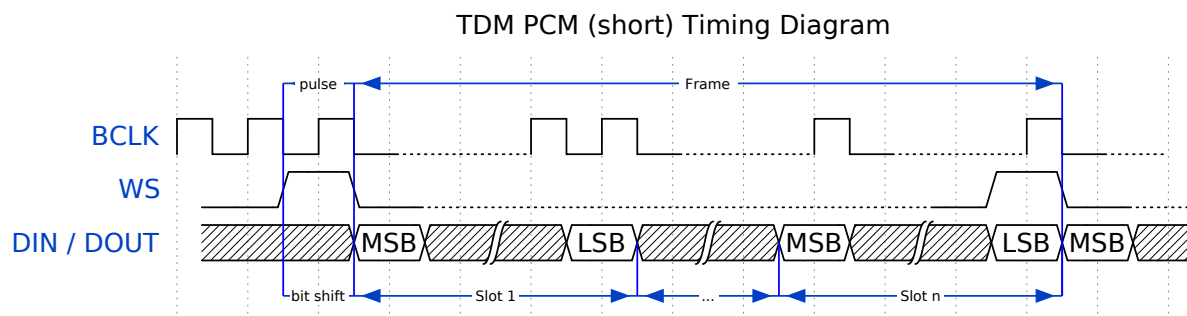 TDM PCM (short) Timing Diagram
pulse Frame
BCLK
WS
DIN / DOUT MSB LSB MSB LSB MSB
bit shift Slot 1 ... Slot n